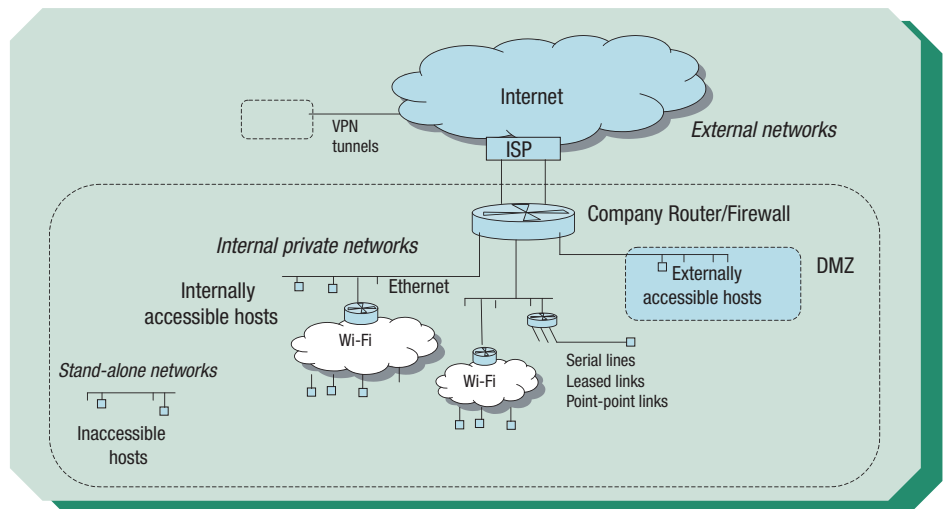 Internet
VPN
tunnels
External networks
ISP
Company Router/Firewall
Internal private networks
DMZ
Ethernet
Externally
accessible hosts
Internally
accessible hosts
Wi-Fi
Serial lines
Leased links
Point-point links
Wi-Fi
Stand-alone networks
Inaccessible
hosts